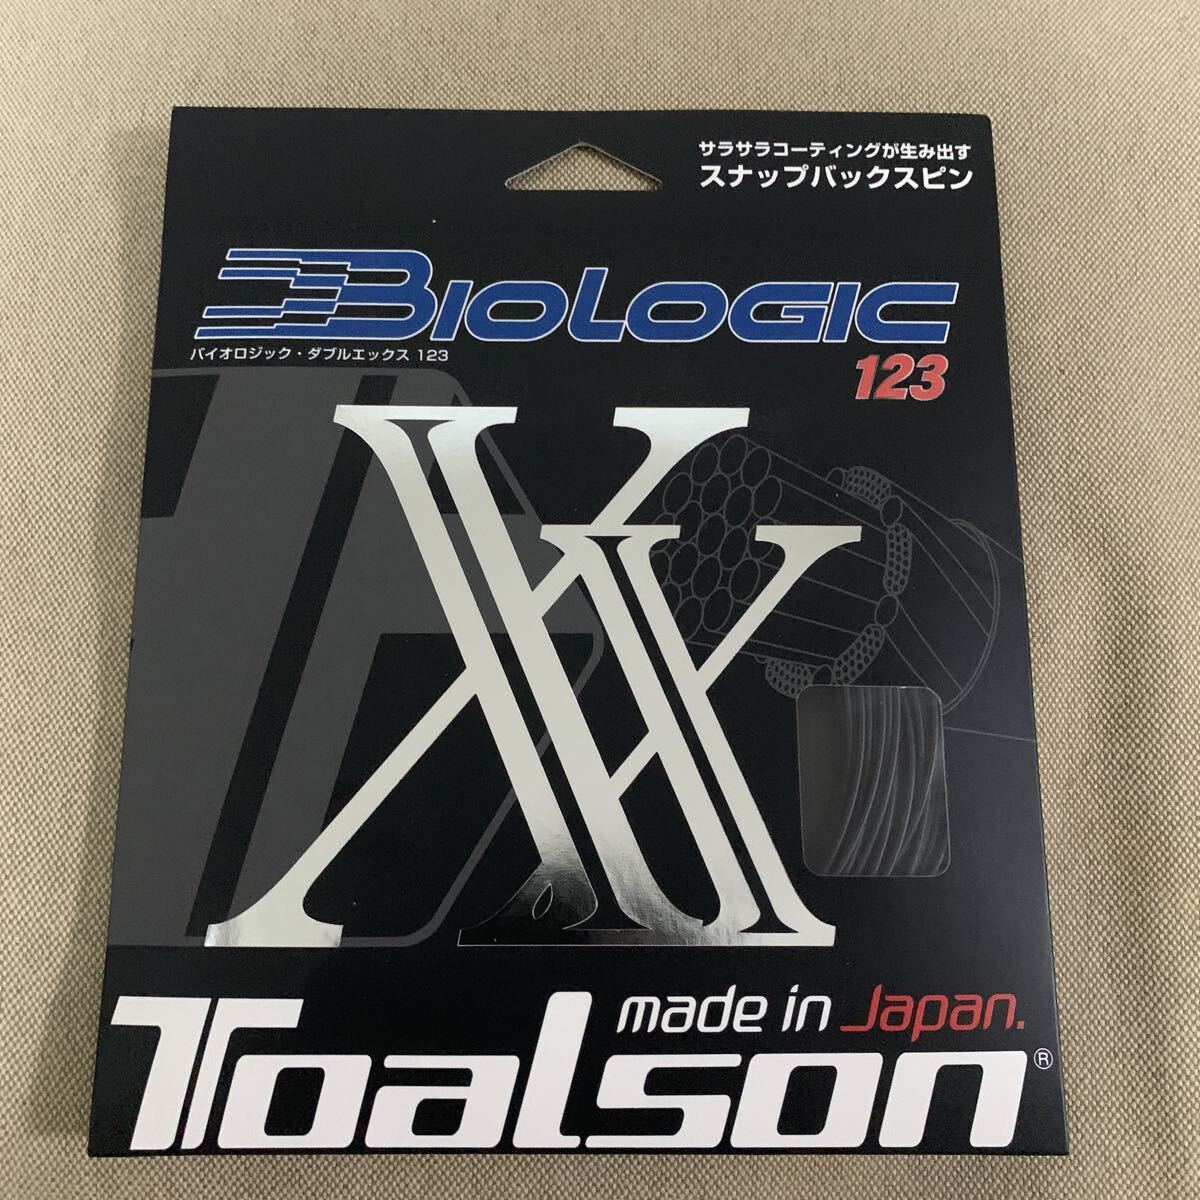 サラサラコーティングが生み出す
スナップバックスピン
BIOLOGIC
バイオロジック・ダブルエックス 123
123
XX
made in Japan.
Toalson®